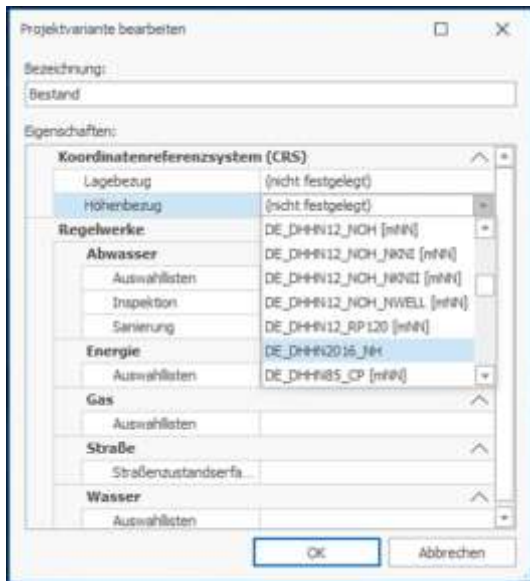 Projektvariante bearbeiten
Bezeichnung:
Bestand
Eigenschaften:
Koordinatenreferenzsystem (CRS)
Lagebezug (nicht festgelegt)
Höhenbezug (nicht festgelegt)
Regelwerke DE_DHHN12_NOH [mNN]
Abwasser DE_DHHN12_NOH_NKNI [mNN]
Auswahllisten DE_DHHN12_NOH_NKNII [mNN]
Inspektion DE_DHHN12_NOH_NWELL [mNN]
Sanierung DE_DHHN12_RP120 [mNN]
Energie DE_DHHN2016_NH
Auswahllisten DE_DHHN85_CP [mNN]
Gas
Auswahllisten
Straße
Straßenzustandserfa...
Wasser
Auswahllisten
OK Abbrechen